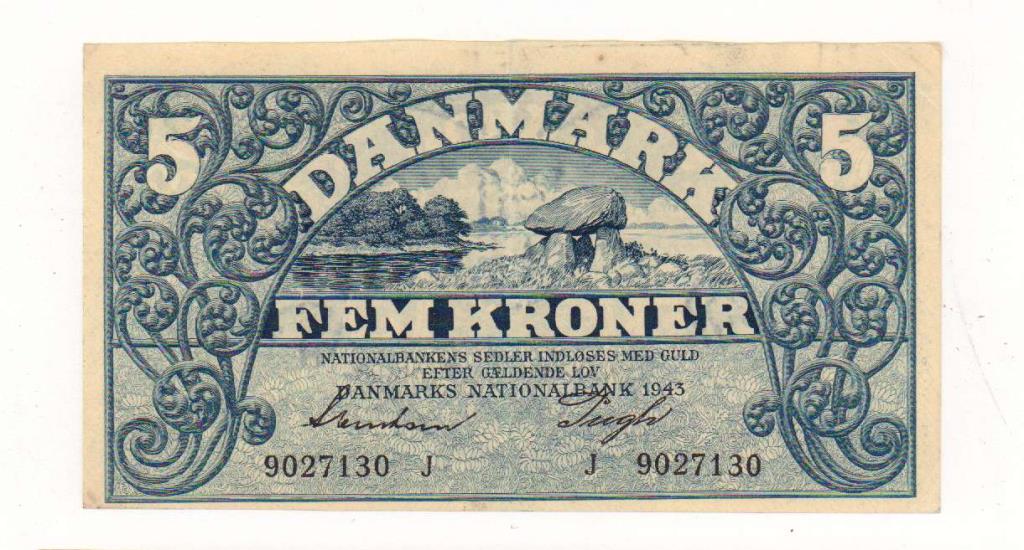 5 DANMARK 5
FEM KRONER
NATIONALBANKENS SEDLER INDLØSES MED GULD
EFTER GÆLDENDE LOV
DANMARKS NATIONALBANK 1943
9027130 J J 9027130